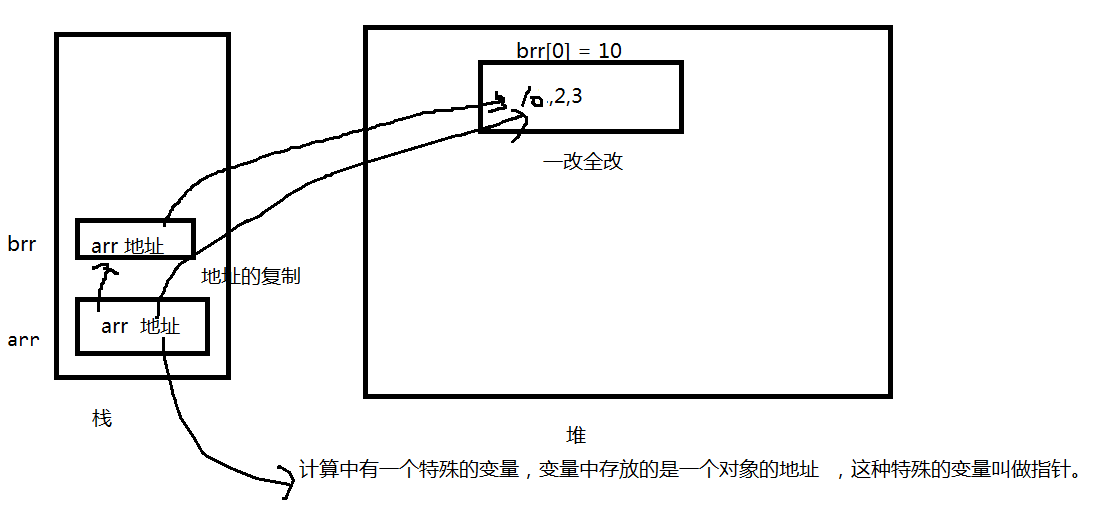 brr[0] = 10
10,2,3
一改全改
brr
arr 地址
地址的复制
arr
arr 地址
栈
堆
计算中有一个特殊的变量，变量中存放的是一个对象的地址 ，这种特殊的变量叫做指针。